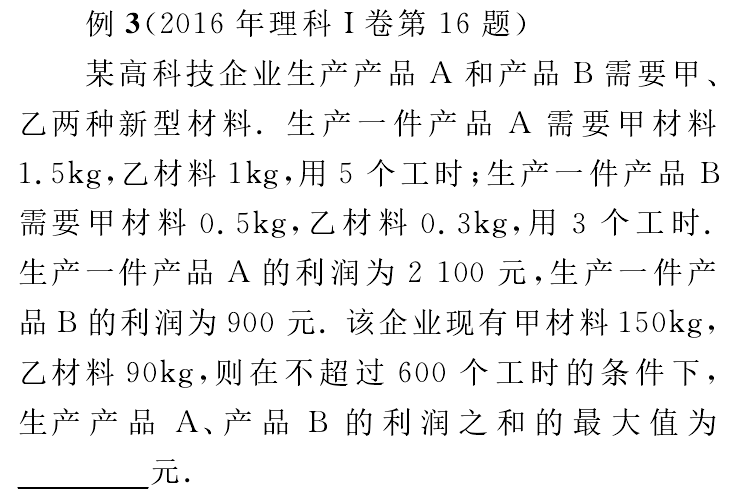 例 3(2016 年理科 Ⅰ 卷第 16 题)
某高科技企业生产产品 A 和产品 B 需要甲、
乙两种新型材料. 生产一件产品 A 需要甲材料
1.5kg,乙材料 1kg,用 5 个工时;生产一件产品 B
需要甲材料 0.5kg,乙材料 0.3kg,用 3 个工时.
生产一件产品 A 的利润为 2 100 元,生产一件产
品 B 的利润为 900 元. 该企业现有甲材料 150kg,
乙材料 90kg,则在不超过 600 个工时的条件下,
生产产品 A、产品 B 的利润之和的最大值为
________元.